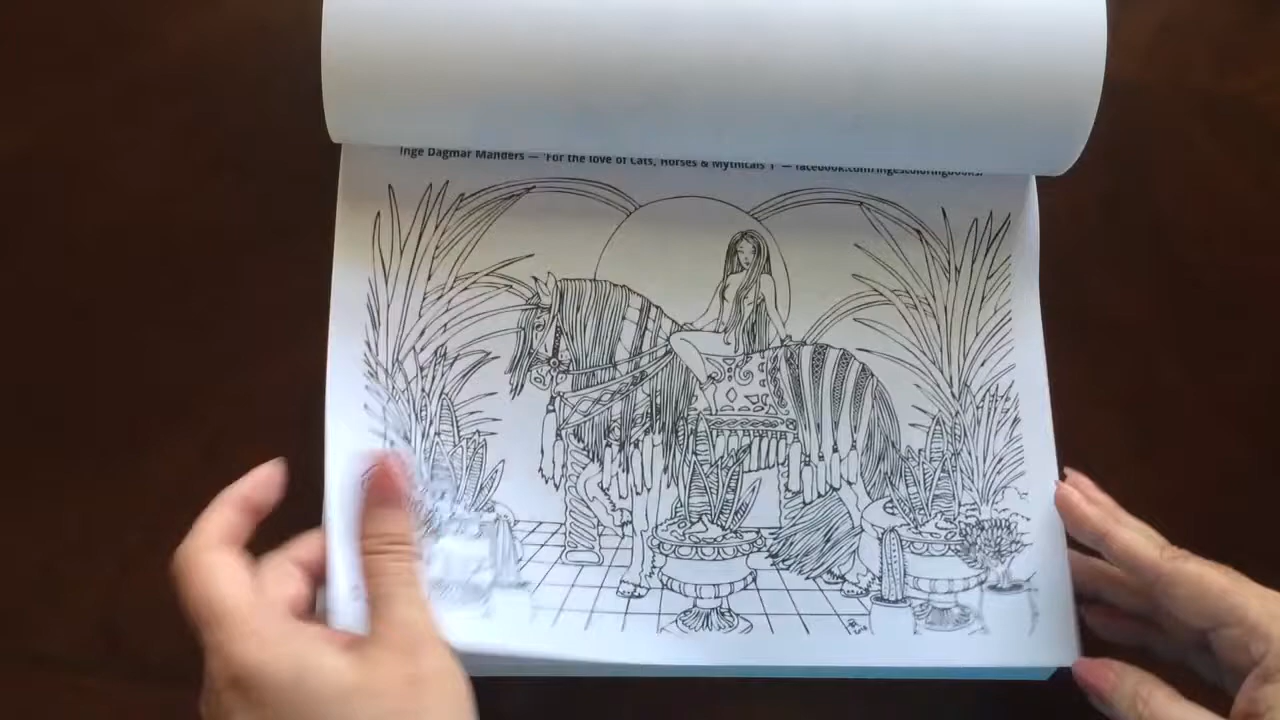 Inge Dagmar Manders — 'For the love of Cats, Horses & Mythicals 1' — facebook.com/ingescoloringbooks/